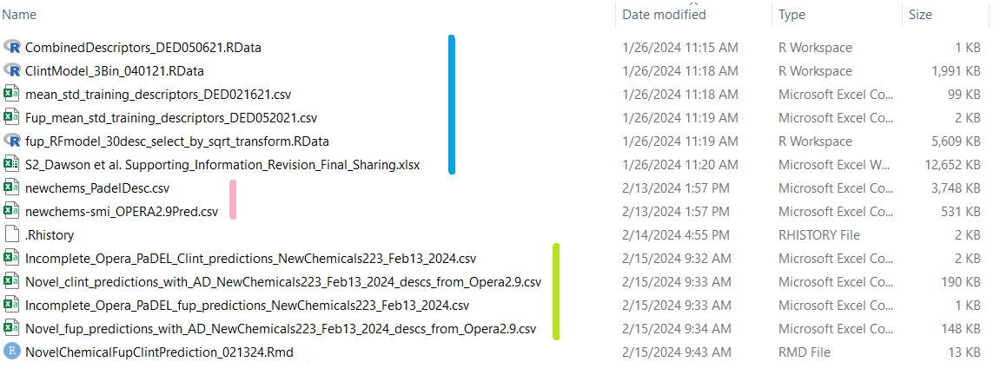 Name Date modified Type Size
CombinedDescriptors_DED050621.RData 1/26/2024 11:15 AM R Workspace 1 KB
ClintModel_3Bin_040121.RData 1/26/2024 11:18 AM R Workspace 1,991 KB
mean_std_training_descriptors_DED021621.csv 1/26/2024 11:18 AM Microsoft Excel Co... 99 KB
Fup_mean_std_training_descriptors_DED052021.csv 1/26/2024 11:19 AM Microsoft Excel Co... 2 KB
fup_RFmodel_30desc_select_by_sqrt_transform.RData 1/26/2024 11:19 AM R Workspace 5,609 KB
S2_Dawson et al. Supporting_Information_Revision_Final_Sharing.xlsx 1/26/2024 11:20 AM Microsoft Excel W... 12,652 KB
newchems_PadelDesc.csv 2/13/2024 1:57 PM Microsoft Excel Co... 3,748 KB
newchems-smi_OPERA2.9Pred.csv 2/13/2024 1:57 PM Microsoft Excel Co... 531 KB
.Rhistory 2/14/2024 4:55 PM RHISTORY File 2 KB
Incomplete_Opera_PaDEL_Clint_predictions_NewChemicals223_Feb13_2024.csv 2/15/2024 9:32 AM Microsoft Excel Co... 2 KB
Novel_clint_predictions_with_AD_NewChemicals223_Feb13_2024_descs_from_Opera2.9.csv 2/15/2024 9:33 AM Microsoft Excel Co... 190 KB
Incomplete_Opera_PaDEL_fup_predictions_NewChemicals223_Feb13_2024.csv 2/15/2024 9:33 AM Microsoft Excel Co... 1 KB
Novel_fup_predictions_with_AD_NewChemicals223_Feb13_2024_descs_from_Opera2.9.csv 2/15/2024 9:34 AM Microsoft Excel Co... 148 KB
NovelChemicalFupClintPrediction_021324.Rmd 2/15/2024 9:43 AM RMD File 13 KB